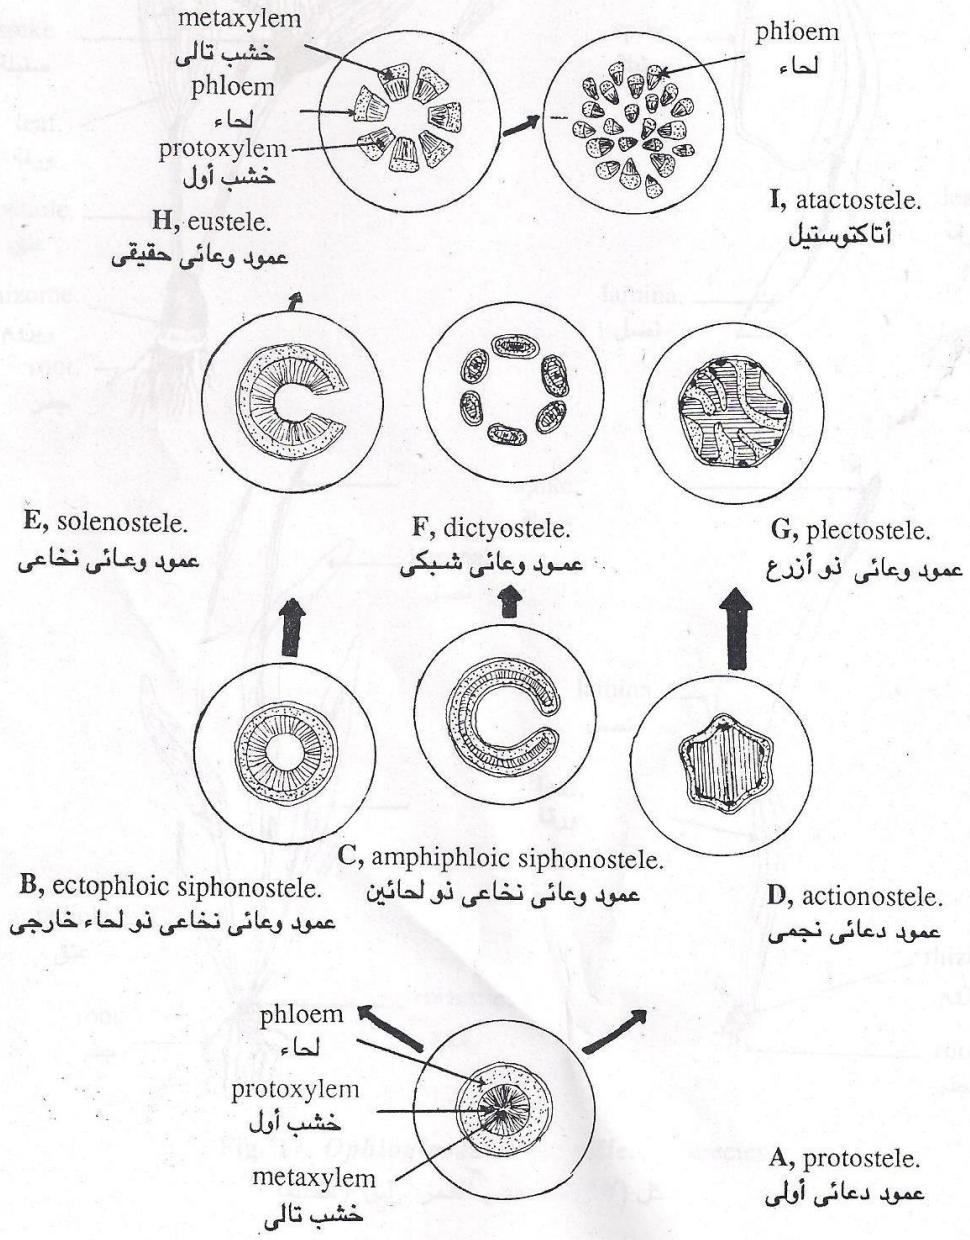 metaxylem
خشب تالى
phloem
لحاء
protoxylem
خشب أول
H, eustele.
عمود وعائى حقيقى
phloem
لحاء
I, atactostele.
أتاكتوستيل
lamina,
نصل
E, solenostele.
عمود وعائى نخاعى
F, dictyostele.
عمود وعائى شبكى
G, plectostele.
عمود وعائى ذو أزرع
B, ectophloic siphonostele.
عمود وعائى نخاعى ذو لحاء خارجى
C, amphiphloic siphonostele.
عمود وعائى نخاعى ذو لحائين
D, actionostele.
عمود دعائى نجمى
phloem
لحاء
protoxylem
خشب أول
metaxylem
خشب تالى
A, protostele.
عمود دعائى أولى